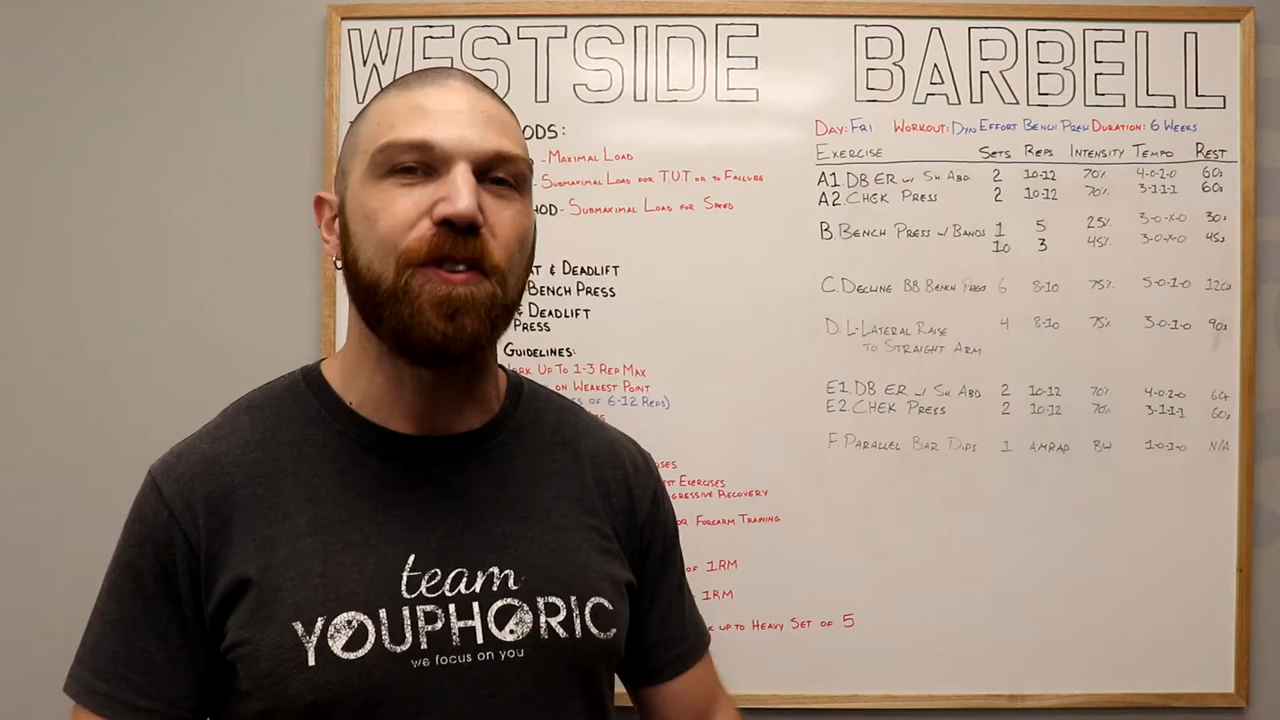 WESTSIDE BARBELL
ODS:
- MAXIMAL LOAD
- SUBMAXIMAL LOAD FOR T.U.T OR TO FAILURE
HOD - SUBMAXIMAL LOAD FOR SPEED
AT & DEADLIFT
BENCH PRESS
& DEADLIFT
PRESS
GUIDELINES:
WORK UP TO 1-3 REP MAX
ON WEAKEST POINT
OF 6-12 REPS)
FOREARM TRAINING
OF 1RM
1RM
UP TO HEAVY SET OF 5
DAY: FRI WORKOUT: DYN EFFORT BENCH PRESS DURATION: 6 WEEKS
EXERCISE SETS REPS INTENSITY TEMPO REST
A1. DB ER W/ SH. ABD 2 10-12 70% 4-0-2-0 60s
A2. CHEK PRESS 2 10-12 70% 3-1-1-1 60s
B. BENCH PRESS W/ BANDS 1 5 25% 3-0-X-0 30s
10 3 45% 3-0-X-0 45s
C. DECLINE BB BENCH PRESS 6 8-10 75% 5-0-1-0 120s
D. L-LATERAL RAISE 4 8-10 75% 3-0-1-0 90s
TO STRAIGHT ARM
E1. DB ER W/ SH. ABD 2 10-12 70% 4-0-2-0 60s
E2. CHEK PRESS 2 10-12 70% 3-1-1-1 60s
F. PARALLEL BAR DIPS 1 AMRAP BW 1-0-1-0 N/A
team
YOUPHORIC
we focus on you